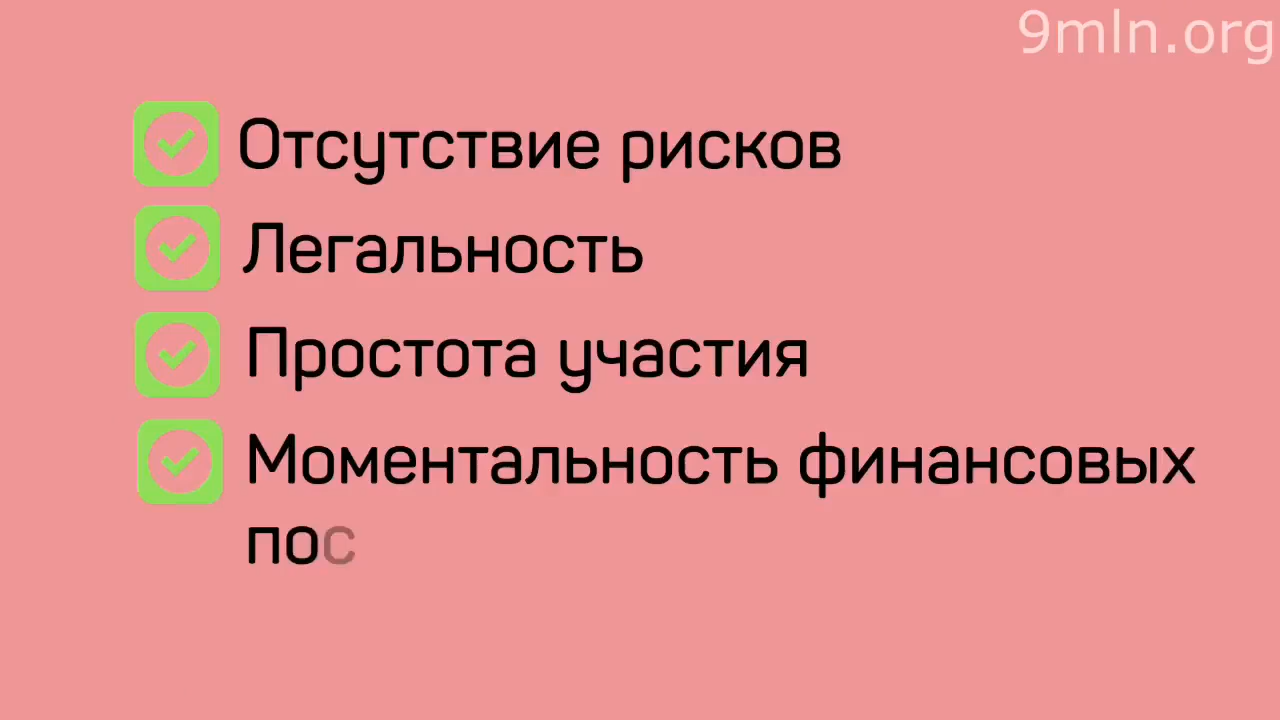 9mln.org
Отсутствие рисков
Легальность
Простота участия
Моментальность финансовых
пос